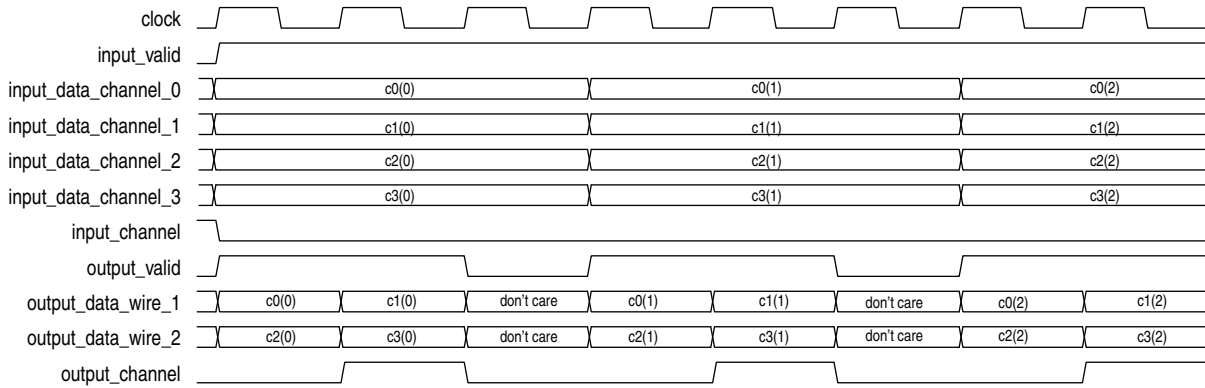 clock
input_valid
input_data_channel_0 c0(0) c0(1) c0(2)
input_data_channel_1 c1(0) c1(1) c1(2)
input_data_channel_2 c2(0) c2(1) c2(2)
input_data_channel_3 c3(0) c3(1) c3(2)
input_channel
output_valid
output_data_wire_1 c0(0) c1(0) don't care c0(1) c1(1) don't care c0(2) c1(2)
output_data_wire_2 c2(0) c3(0) don't care c2(1) c3(1) don't care c2(2) c3(2)
output_channel